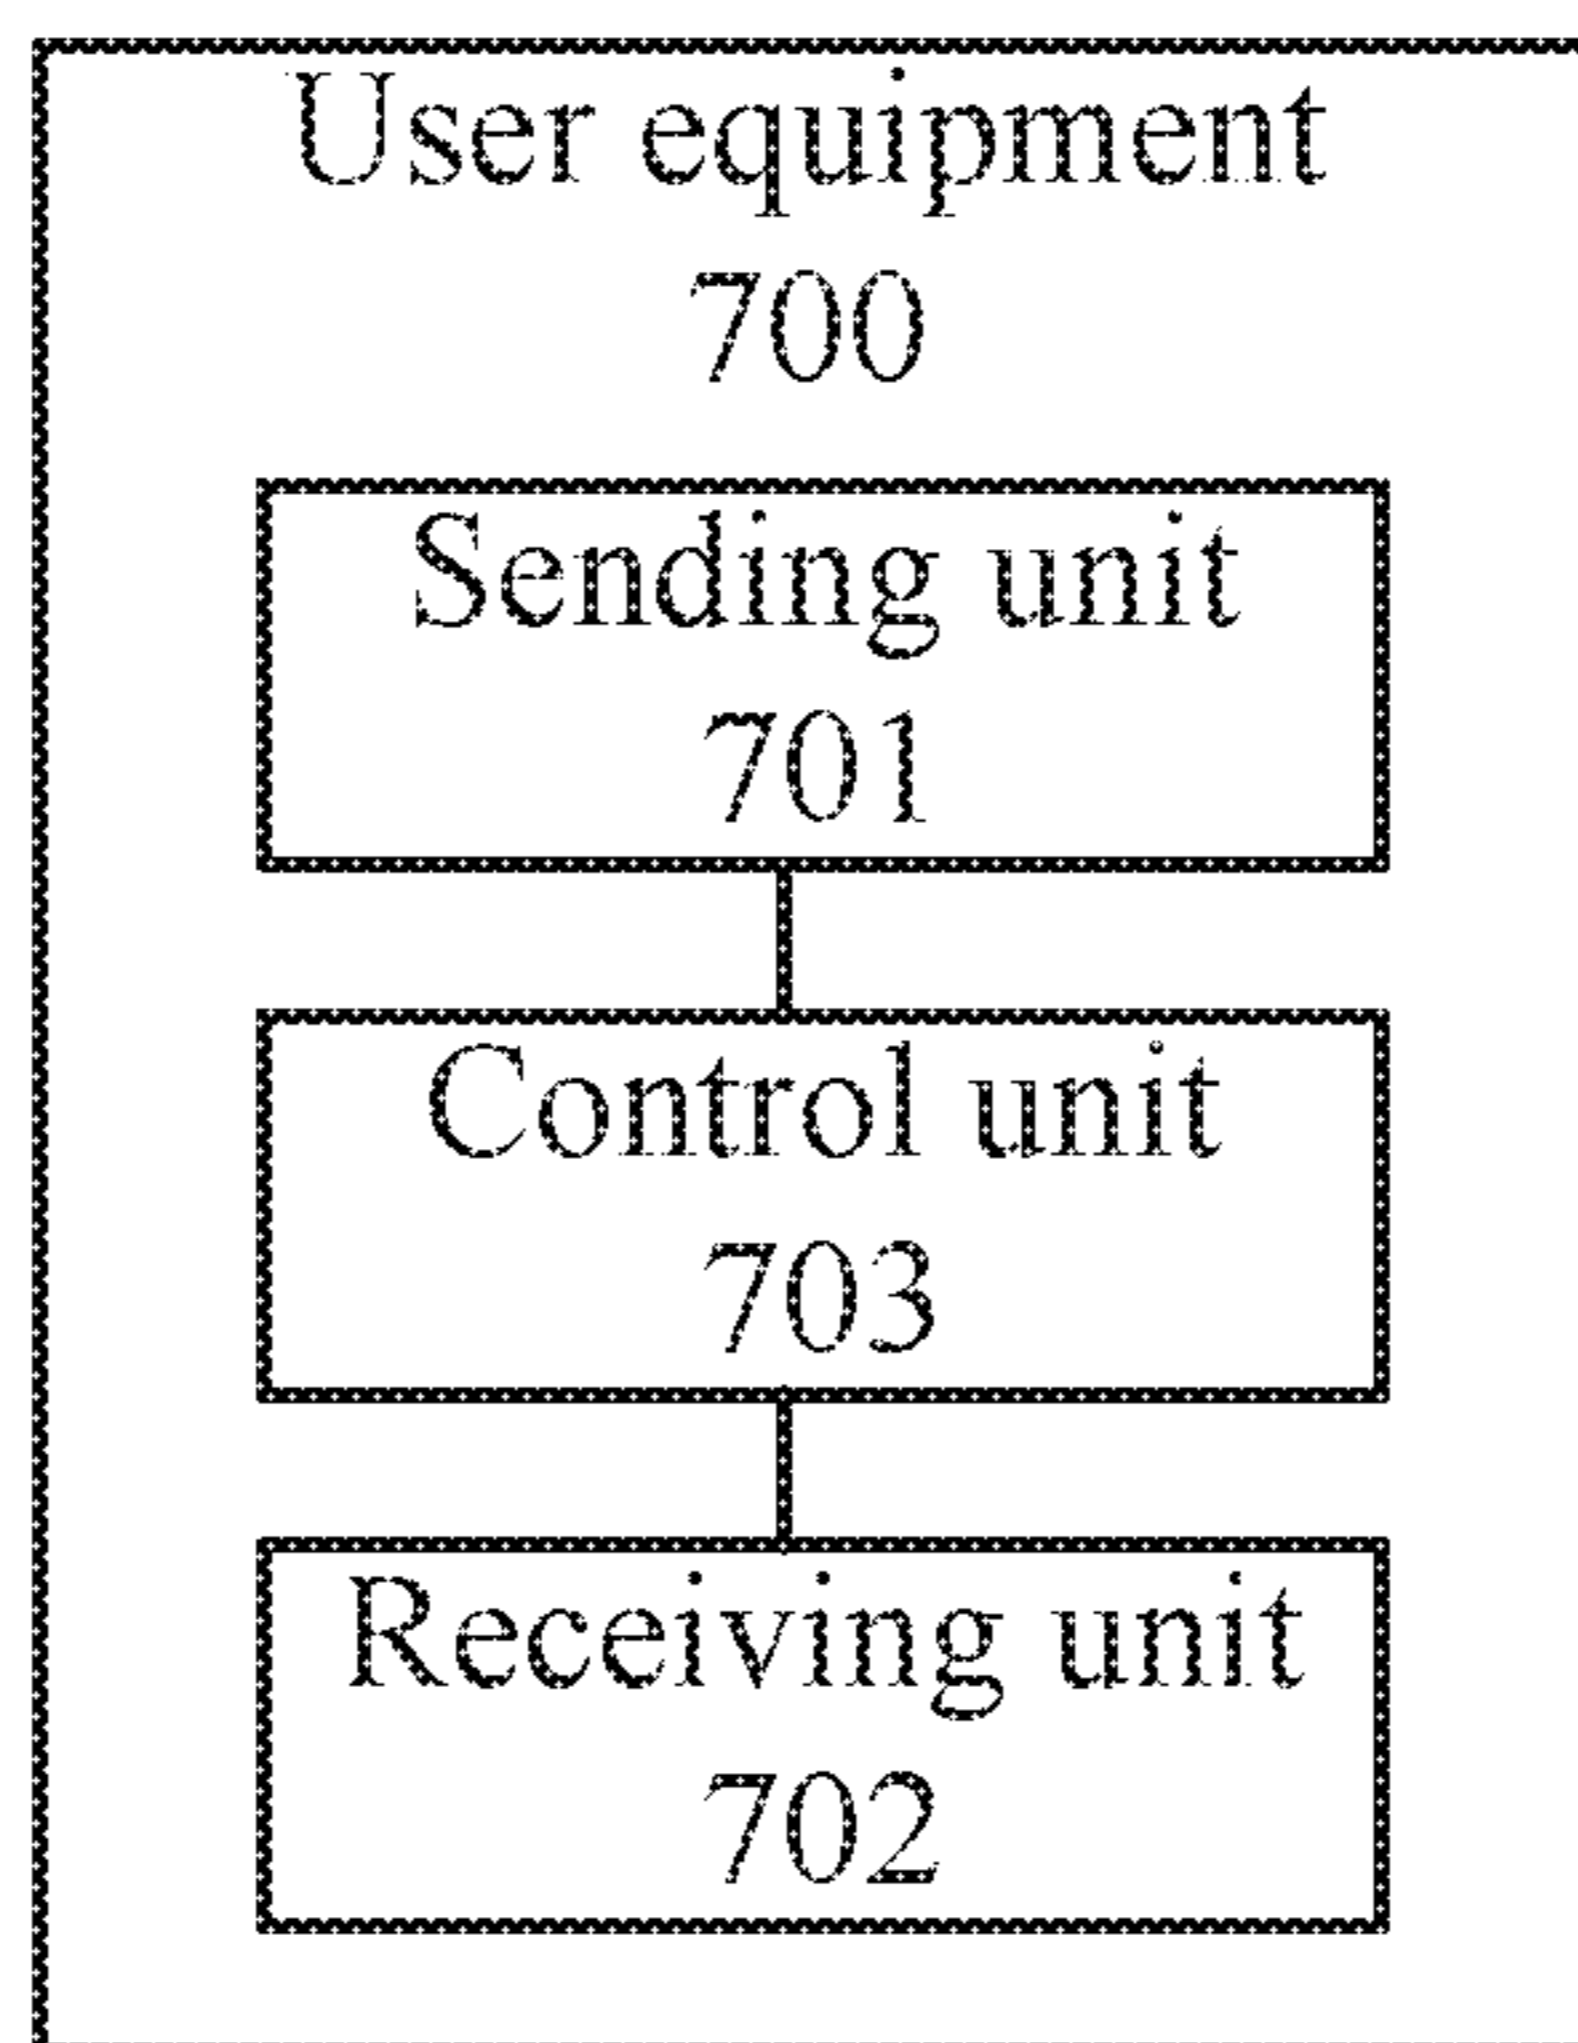 User equipment
700
Sending unit
701
Control unit
703
Receiving unit
702